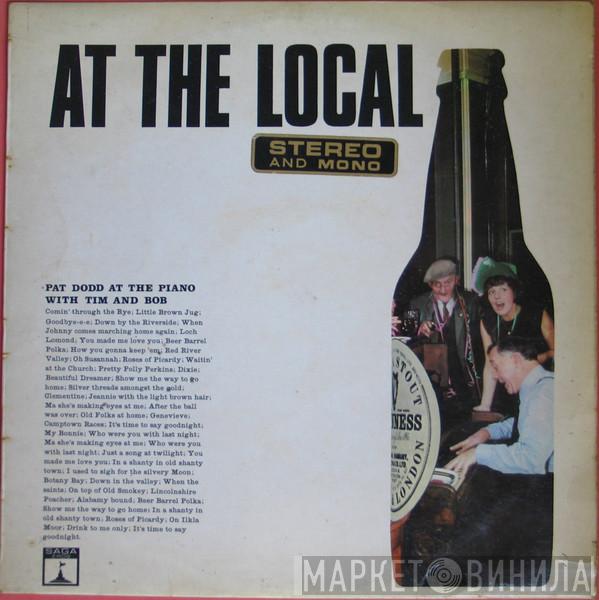 AT THE LOCAL
STEREO
AND MONO
PAT DODD AT THE PIANO
WITH TIM AND BOB
Comin' through the Rye; Little Brown Jug;
Goodbye-e-e; Down by the Riverside; When
Johnny comes marching home again; Loch
Lomond; You made me love you; Beer Barrel
Polka; How you gonna keep 'em; Red River
Valley; Oh Susannah; Roses of Picardy; Waitin'
at the Church; Pretty Polly Perkins; Dixie;
Beautiful Dreamer; Show me the way to go
home; Silver threads amongst the gold;
Clementine; Jeannie with the light brown hair;
Ma she's making eyes at me; After the ball
was over; Old Folks at home; Genevieve;
Camptown Races; It's time to say goodnight;
My Bonnie; Who were you with last night;
Ma she's making eyes at me; Who were you
with last night; Just a song at twilight; You
made me love you; In a shanty in old shanty
town; I used to sigh for the silvery Moon;
Botany Bay; Down in the valley; When the
saints; On top of Old Smokey; Lincolnshire
Poacher; Alabamy bound; Beer Barrel Polka;
Show me the way to go home; In a shanty in
old shanty town; Roses of Picardy; On Ilkla
Moor; Drink to me only; It's time to say
goodnight.
SAGA
STOUT
NESS
LONDON
МАРКЕТ ВИНИЛА